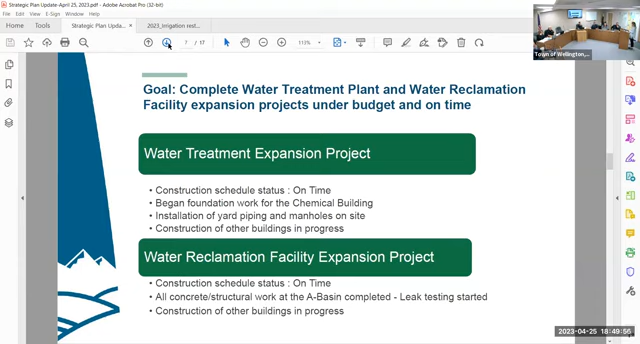 Strategic Plan Update-April 25, 2023.pdf - Adobe Acrobat Pro (32-bit)
File Edit View E-Sign Window Help
Home Tools Strategic Plan Upda... × 2023_Irrigation rest...
7 / 17 113%
Town of Wellington,
Goal: Complete Water Treatment Plant and Water Reclamation
Facility expansion projects under budget and on time
Water Treatment Expansion Project
• Construction schedule status : On Time
• Began foundation work for the Chemical Building
• Installation of yard piping and manholes on site
• Construction of other buildings in progress
Water Reclamation Facility Expansion Project
• Construction schedule status : On Time
• All concrete/structural work at the A-Basin completed - Leak testing started
• Construction of other buildings in progress
2023-04-25 18:49:56